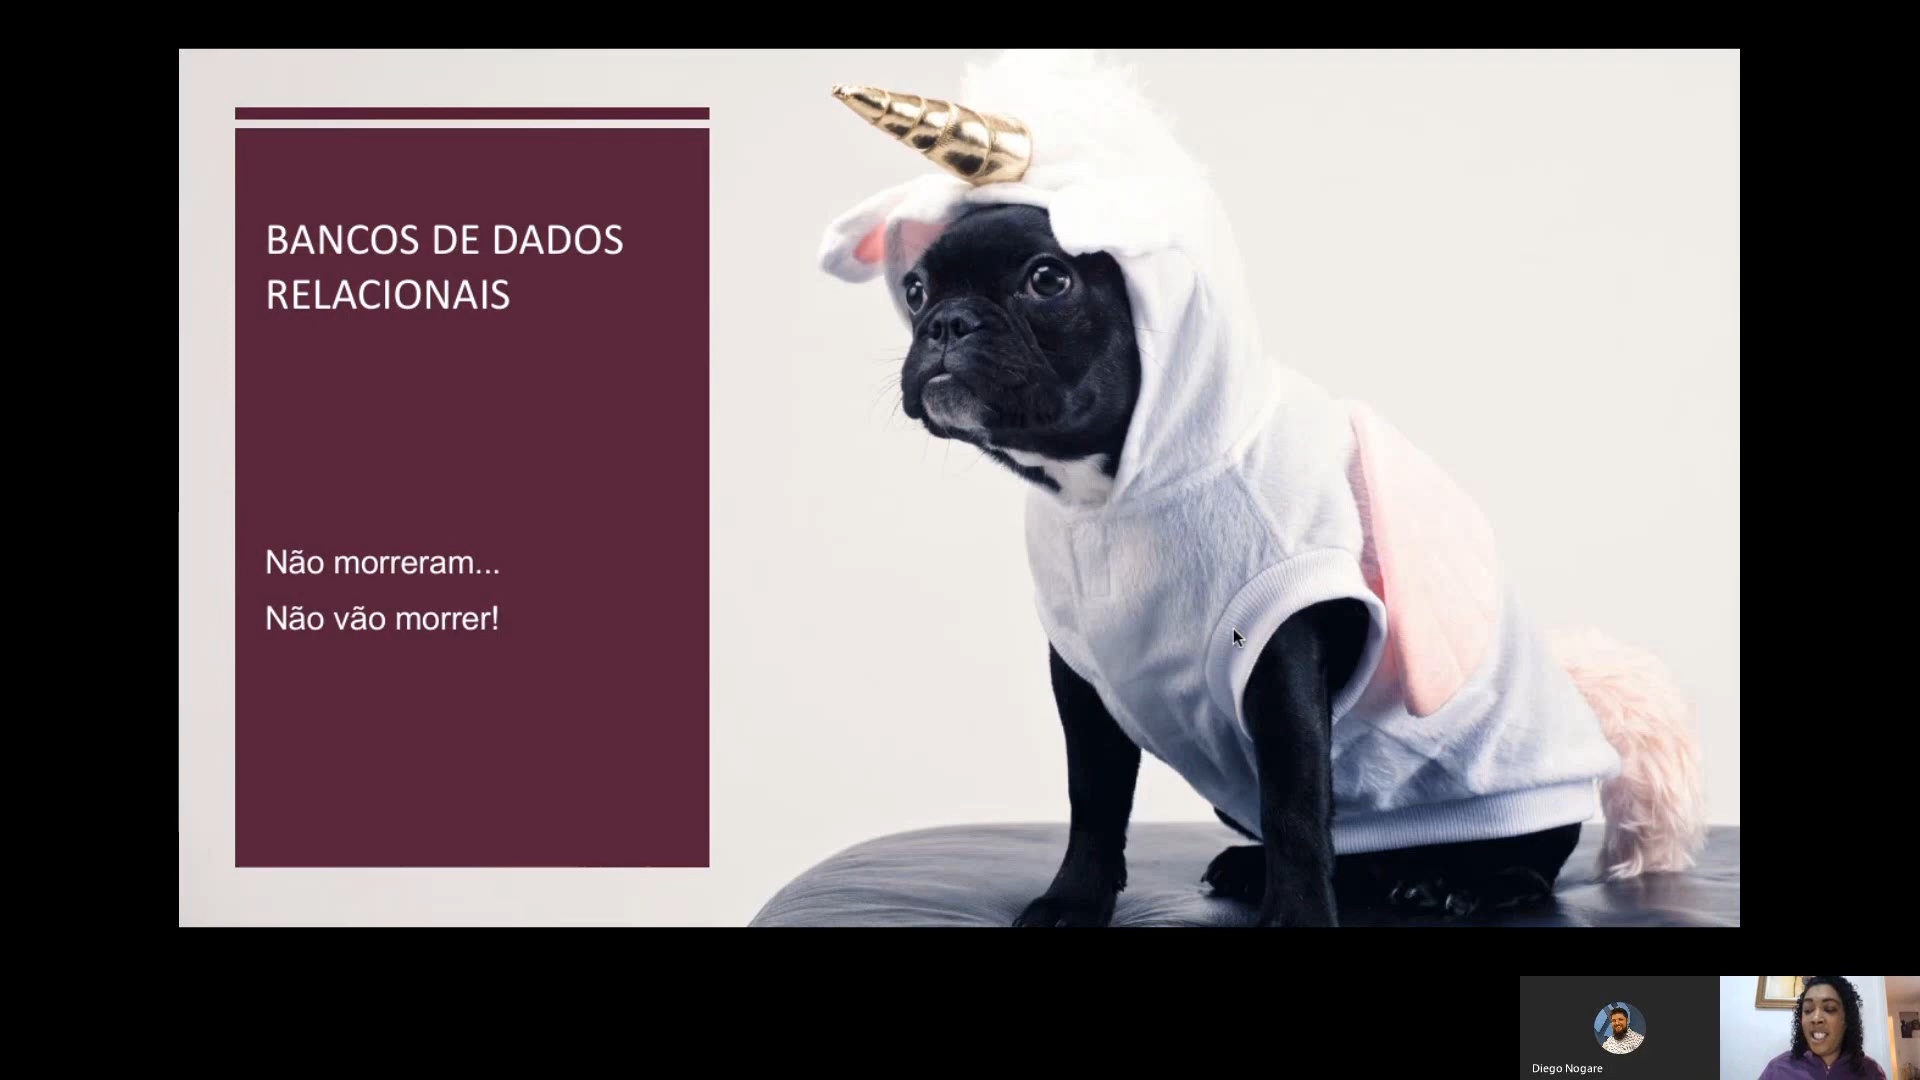 BANCOS DE DADOS
RELACIONAIS
Não morreram...
Não vão morrer!
Diego Nogare